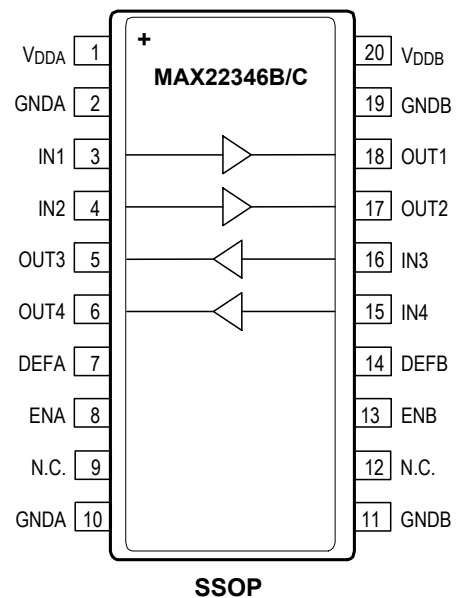 +
MAX22346B/C
VDDA 1 20 VDDB
GNDA 2 19 GNDB
IN1 3 18 OUT1
IN2 4 17 OUT2
OUT3 5 16 IN3
OUT4 6 15 IN4
DEFA 7 14 DEFB
ENA 8 13 ENB
N.C. 9 12 N.C.
GNDA 10 11 GNDB
SSOP